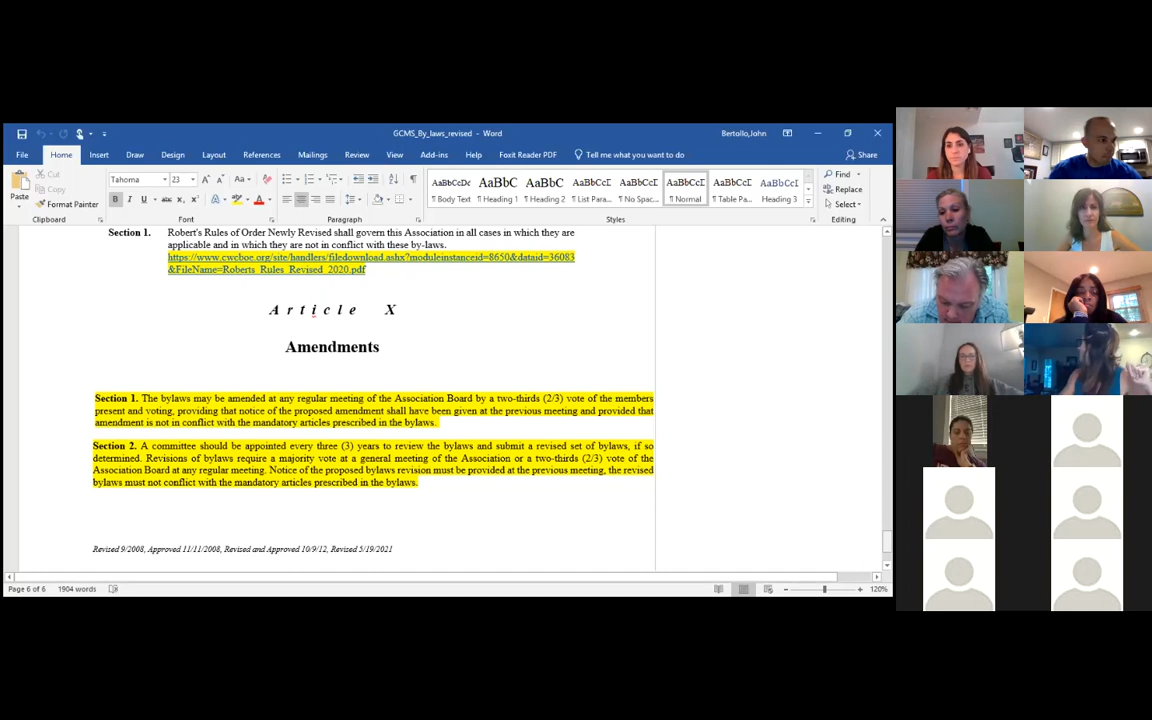 GCMS_By_laws_revised - Word
Bertollo,John
File Home Insert Draw Design Layout References Mailings Review View Add-ins Help Foxit Reader PDF Tell me what you want to do Share
Cut
Copy
Format Painter
Paste
Clipboard
Tahoma 23
Font
Paragraph
AaBbCcDc AaBbC AaBbC AaBbCcI AaBbCcI AaBbCcI AaBbCcI AaBbCcI
¶ Body Text ¶ Heading 1 ¶ Heading 2 ¶ List Para... ¶ No Spac... ¶ Normal ¶ Table Pa... Heading 3
Styles
Find
Replace
Select
Editing
Section 1. Robert's Rules of Order Newly Revised shall govern this Association in all cases in which they are
applicable and in which they are not in conflict with these by-laws.
https://www.cwcboe.org/site/handlers/filedownload.ashx?moduleinstanceid=8650&dataid=36083
&FileName=Roberts_Rules_Revised_2020.pdf
Article X
Amendments
Section 1. The bylaws may be amended at any regular meeting of the Association Board by a two-thirds (2/3) vote of the members
present and voting, providing that notice of the proposed amendment shall have been given at the previous meeting and provided that
amendment is not in conflict with the mandatory articles prescribed in the bylaws.
Section 2. A committee should be appointed every three (3) years to review the bylaws and submit a revised set of bylaws, if so
determined. Revisions of bylaws require a majority vote at a general meeting of the Association or a two-thirds (2/3) vote of the
Association Board at any regular meeting. Notice of the proposed bylaws revision must be provided at the previous meeting, the revised
bylaws must not conflict with the mandatory articles prescribed in the bylaws.
Revised 9/2008, Approved 11/11/2008, Revised and Approved 10/9/12, Revised 5/19/2021
Page 6 of 6 1904 words 120%